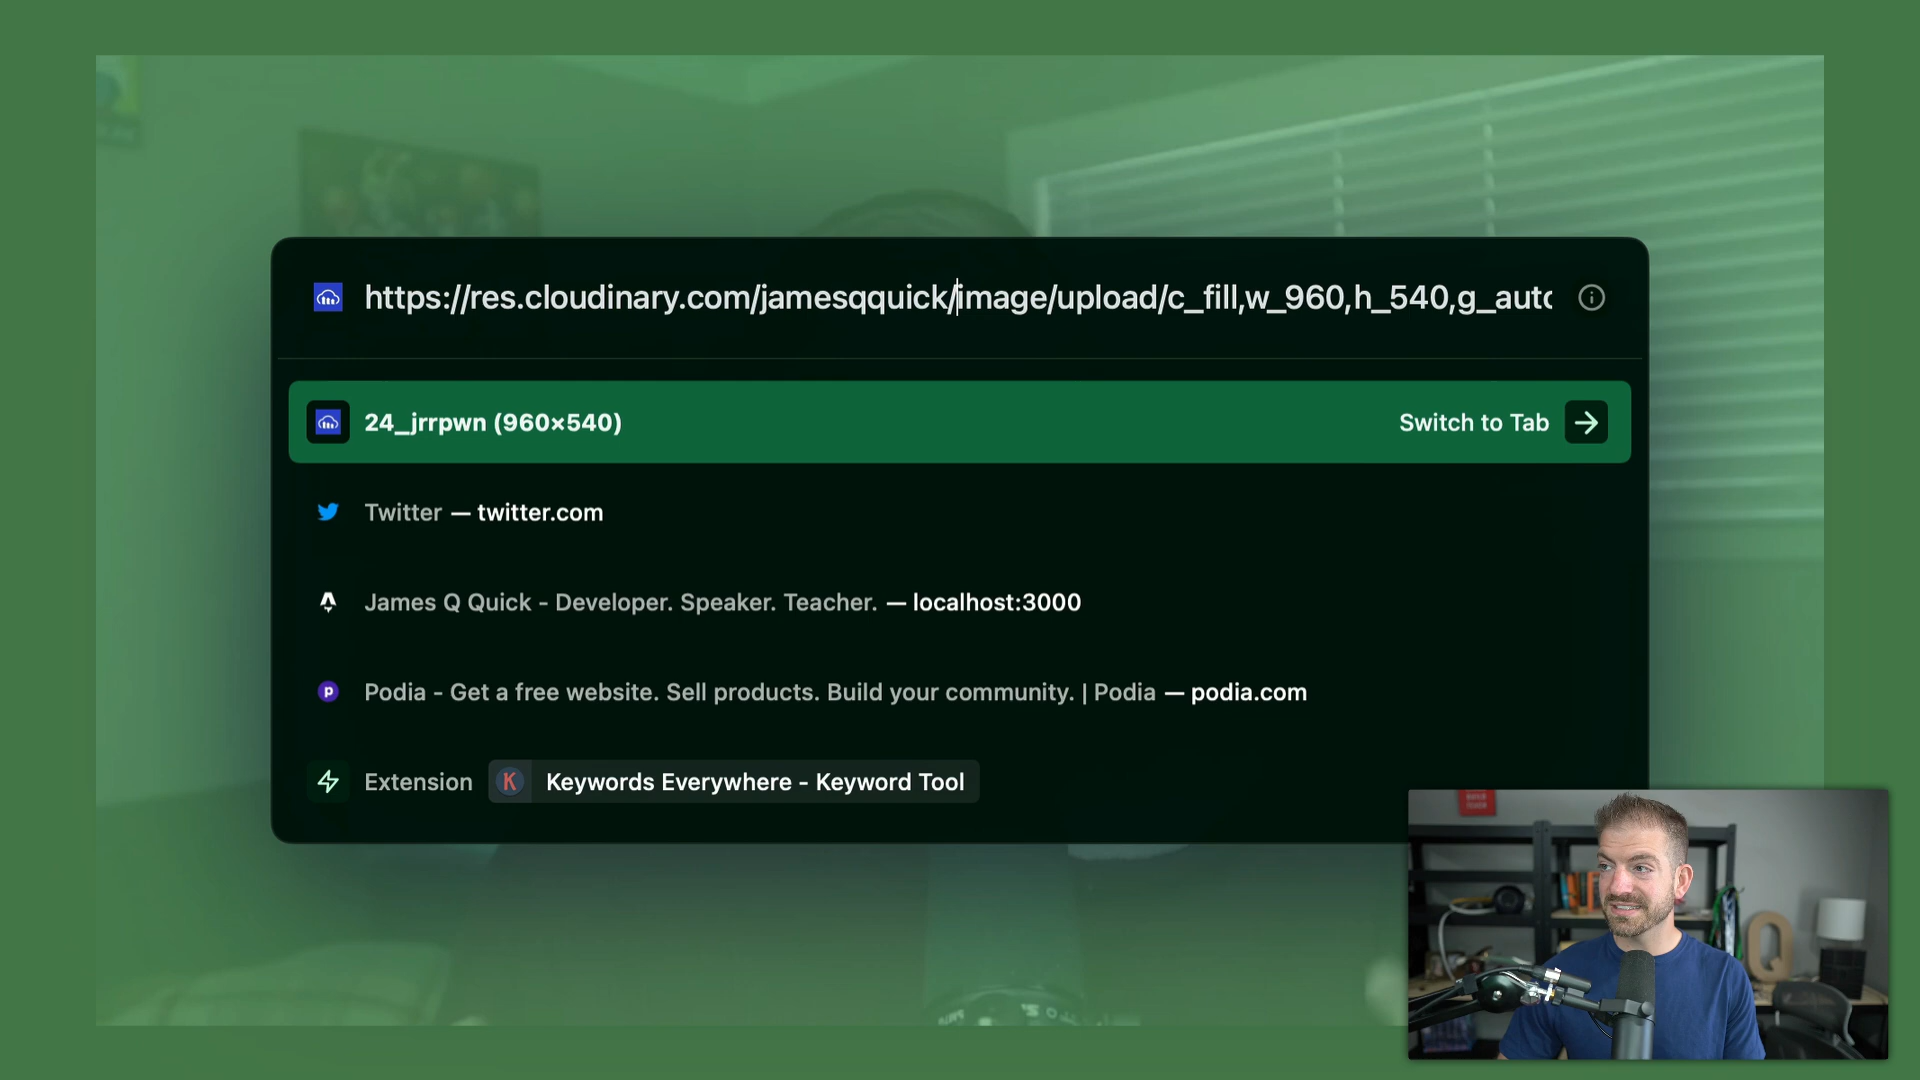 https://res.cloudinary.com/jamesqquick/image/upload/c_fill,w_960,h_540,g_auto
24_jrrpwn (960×540)
Switch to Tab
Twitter — twitter.com
James Q Quick - Developer. Speaker. Teacher. — localhost:3000
Podia - Get a free website. Sell products. Build your community. | Podia — podia.com
Extension K Keywords Everywhere - Keyword Tool
Q